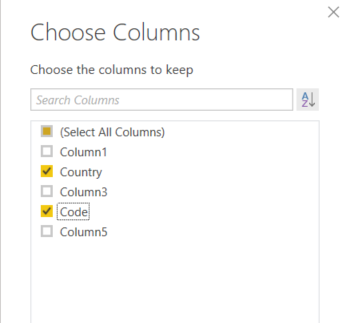 Choose Columns
Choose the columns to keep
Search Columns
A
Z
(Select All Columns)
Column1
Country
Column3
Code
Column5